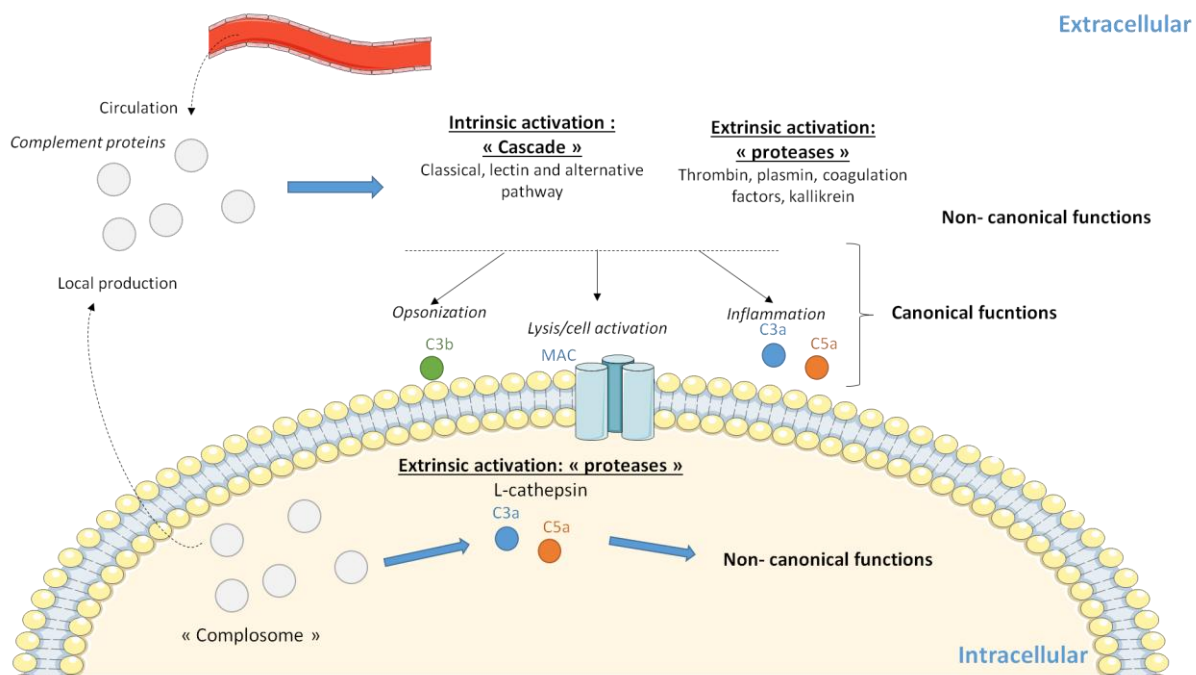 Extracellular
Circulation
Complement proteins
Intrinsic activation :
« Cascade »
Classical, lectin and alternative
pathway
Extrinsic activation:
« proteases »
Thrombin, plasmin, coagulation
factors, kallikrein
Non- canonical functions
Local production
Opsonization
C3b
Lysis/cell activation
MAC
Inflammation
C3a
C5a
Canonical fucntions
Extrinsic activation: « proteases »
L-cathepsin
C3a
C5a
Non- canonical functions
« Complosome »
Intracellular